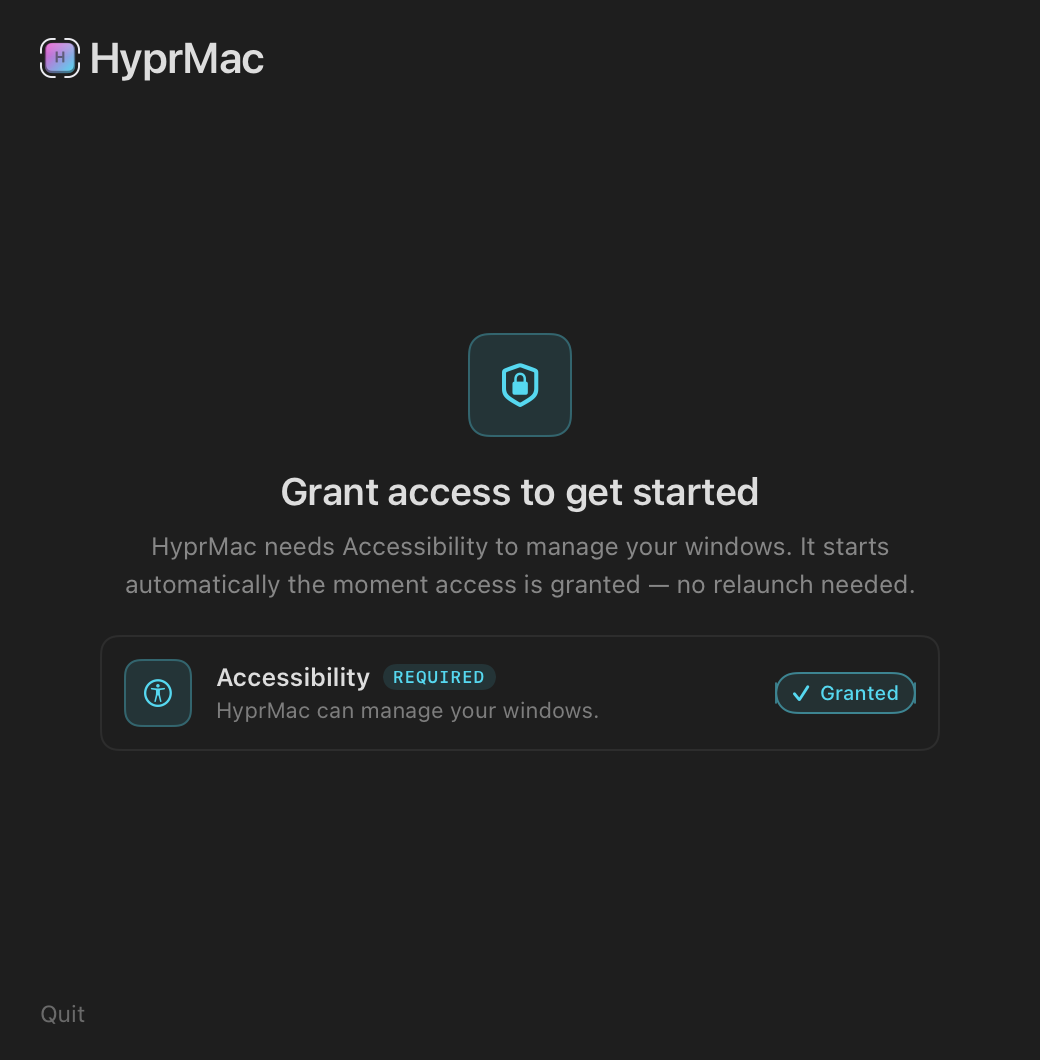 H HyprMac
Grant access to get started
HyprMac needs Accessibility to manage your windows. It starts
automatically the moment access is granted — no relaunch needed.
Accessibility REQUIRED
HyprMac can manage your windows.
Granted
Quit